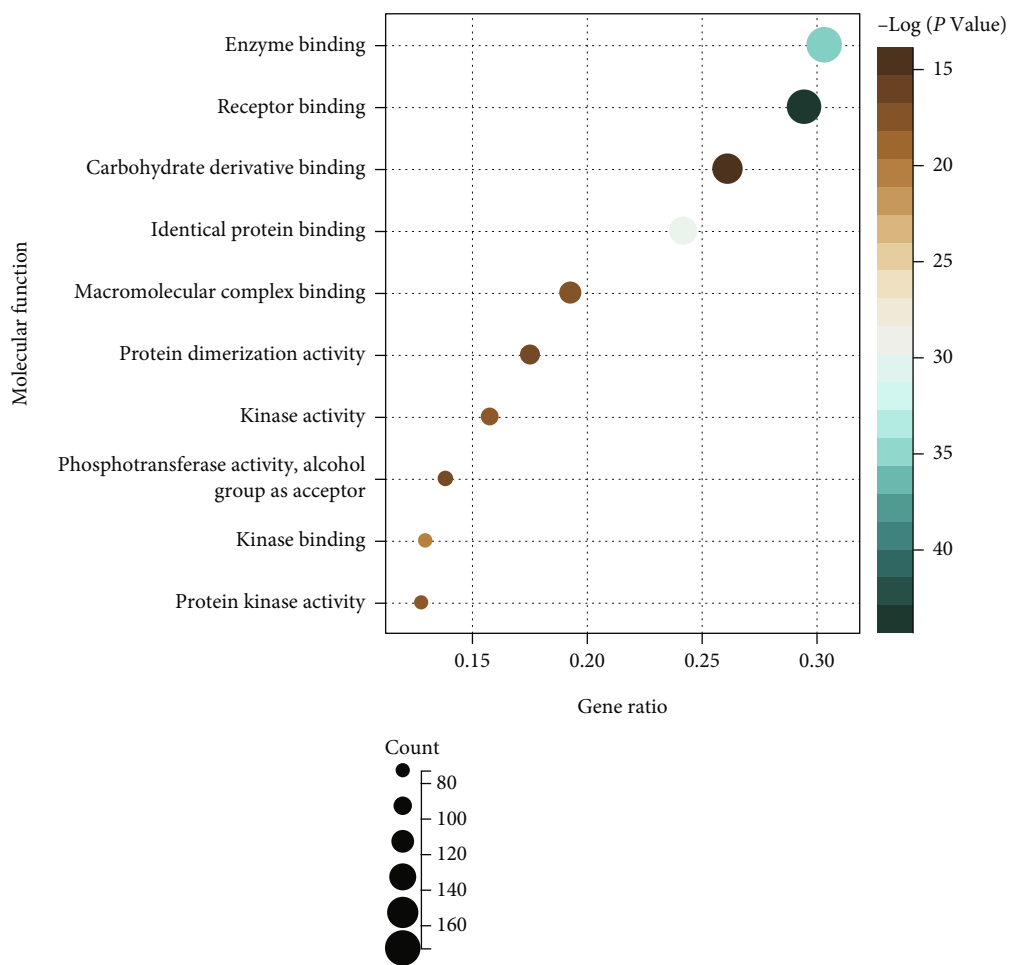 –Log (P Value)
Enzyme binding
Receptor binding
Carbohydrate derivative binding
Identical protein binding
Macromolecular complex binding
Protein dimerization activity
Kinase activity
Phosphotransferase activity, alcohol
group as acceptor
Kinase binding
Protein kinase activity
Molecular function
15
20
25
30
35
40
0.15 0.20 0.25 0.30
Gene ratio
Count
80
100
120
140
160